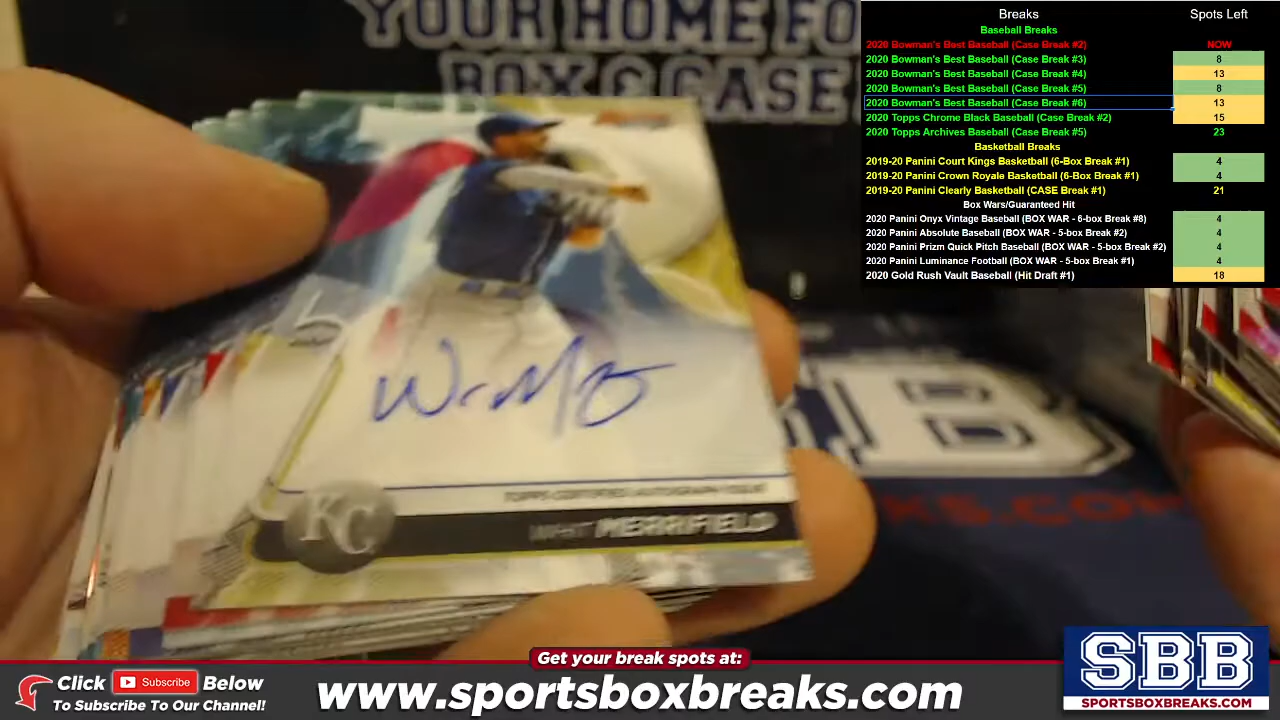 YOUR HOME FO
BOX & CASE
Breaks Spots Left
Baseball Breaks
2020 Bowman's Best Baseball (Case Break #2) NOW
2020 Bowman's Best Baseball (Case Break #3) 8
2020 Bowman's Best Baseball (Case Break #4) 13
2020 Bowman's Best Baseball (Case Break #5) 8
2020 Bowman's Best Baseball (Case Break #6) 13
2020 Topps Chrome Black Baseball (Case Break #2) 15
2020 Topps Archives Baseball (Case Break #5) 23
Basketball Breaks
2019-20 Panini Court Kings Basketball (6-Box Break #1) 4
2019-20 Panini Crown Royale Basketball (6-Box Break #1) 4
2019-20 Panini Clearly Basketball (CASE Break #1) 21
Box Wars/Guaranteed Hit
2020 Panini Onyx Vintage Baseball (BOX WAR - 6-box Break #8) 4
2020 Panini Absolute Baseball (BOX WAR - 5-box Break #2) 4
2020 Panini Prizm Quick Pitch Baseball (BOX WAR - 5-box Break #2) 4
2020 Panini Luminance Football (BOX WAR - 5-box Break #1) 4
2020 Gold Rush Vault Baseball (Hit Draft #1) 18
TOPPS CERTIFIED AUTOGRAPH ISSUE
KC
WHIT MERRIFIELD
KS.COM
Get your break spots at:
Click Subscribe Below
To Subscribe To Our Channel!
www.sportsboxbreaks.com
SBB
SPORTSBOXBREAKS.COM